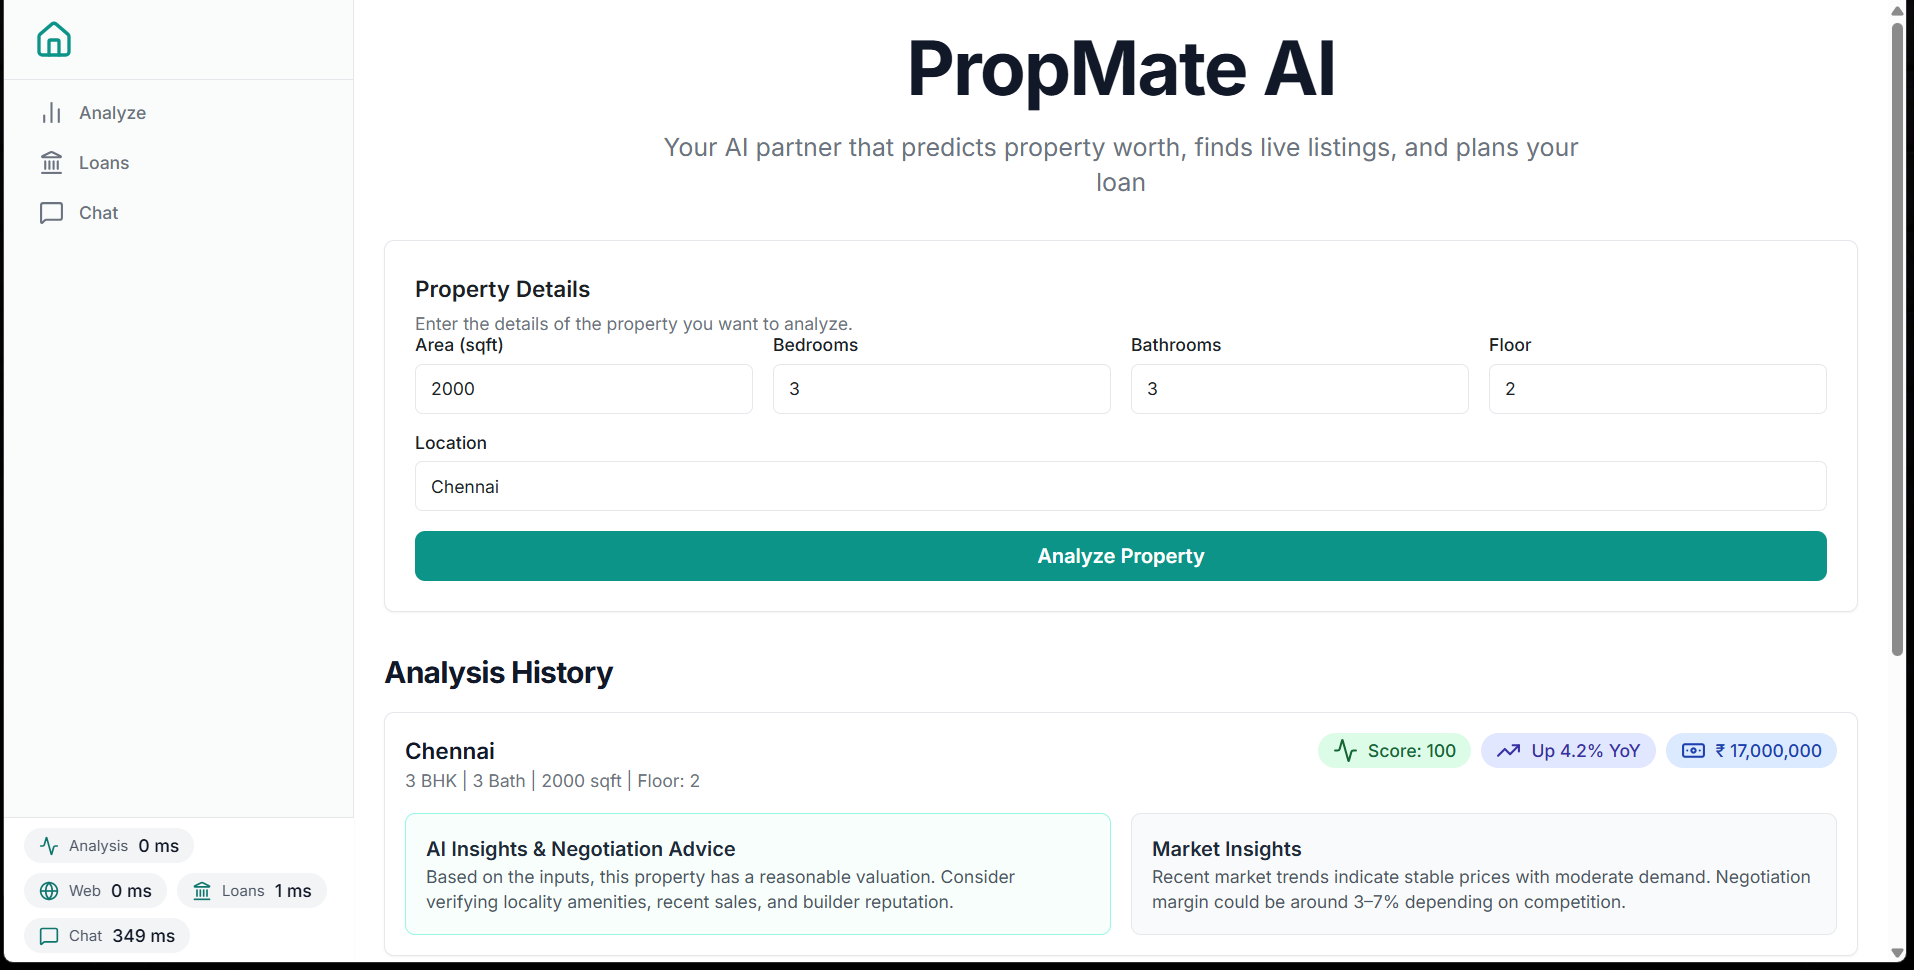 Analyze
Loans
Chat
Analysis 0 ms
Web 0 ms
Loans 1 ms
Chat 349 ms
PropMate AI
Your AI partner that predicts property worth, finds live listings, and plans your
loan
Property Details
Enter the details of the property you want to analyze.
Area (sqft)
Bedrooms
Bathrooms
Floor
2000
3
3
2
Location
Chennai
Analyze Property
Analysis History
Chennai
3 BHK | 3 Bath | 2000 sqft | Floor: 2
Score: 100
Up 4.2% YoY
₹ 17,000,000
AI Insights & Negotiation Advice
Based on the inputs, this property has a reasonable valuation. Consider
verifying locality amenities, recent sales, and builder reputation.
Market Insights
Recent market trends indicate stable prices with moderate demand. Negotiation
margin could be around 3–7% depending on competition.